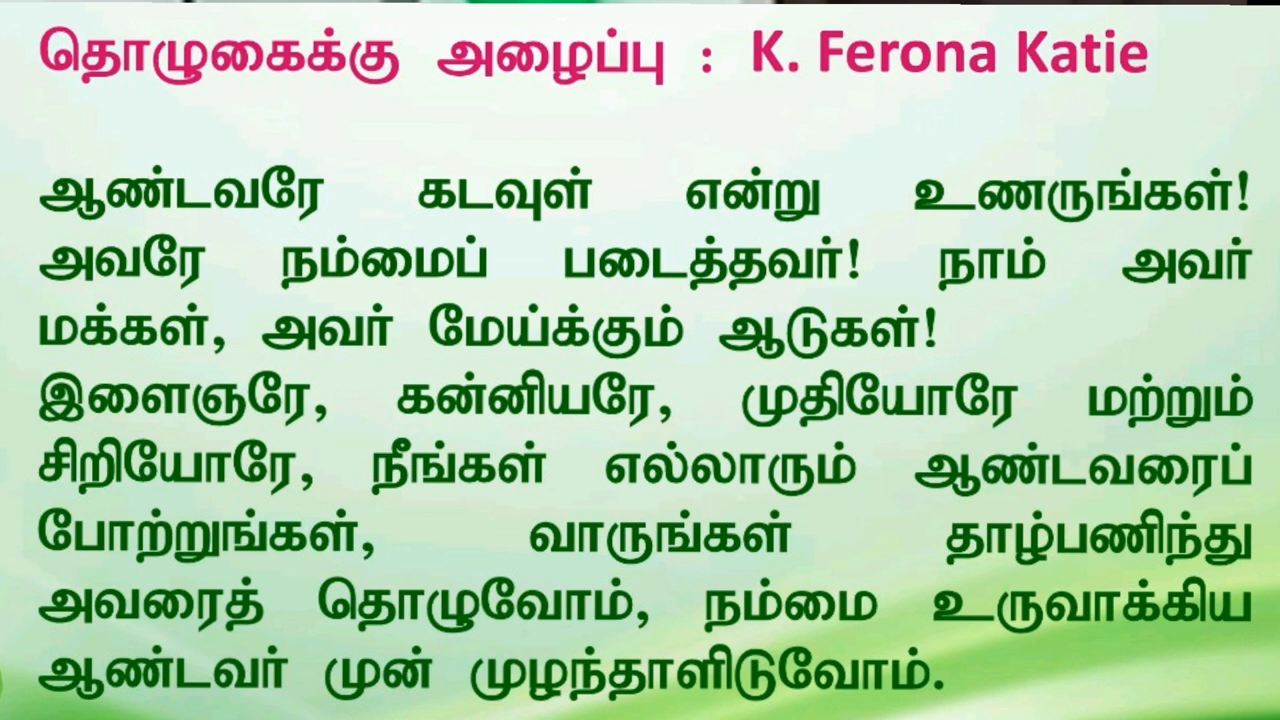 தொழுகைக்கு அழைப்பு : K. Ferona Katie
ஆண்டவரே கடவுள் என்று உணருங்கள்!
அவரே நம்மைப் படைத்தவர்! நாம் அவர்
மக்கள், அவர் மேய்க்கும் ஆடுகள்!
இளைஞரே, கன்னியரே, முதியோரே மற்றும்
சிறியோரே, நீங்கள் எல்லாரும் ஆண்டவரைப்
போற்றுங்கள், வாருங்கள் தாழ்பணிந்து
அவரைத் தொழுவோம், நம்மை உருவாக்கிய
ஆண்டவர் முன் முழந்தாளிடுவோம்.